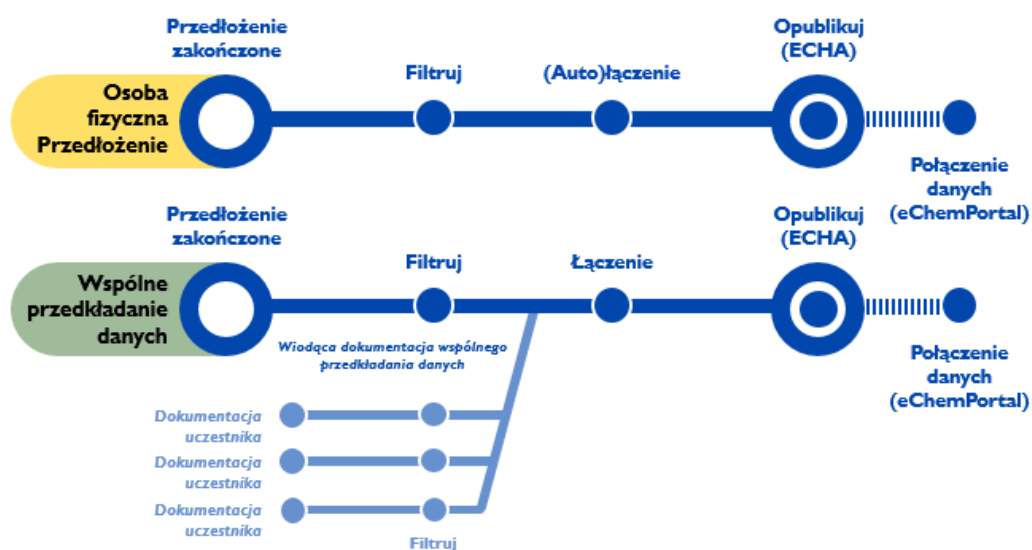 Przedłożenie
zakończone
Filtruj
(Auto)łączenie
Opublikuj
(ECHA)
Osoba
fizyczna
Przedłożenie
Połączenie
danych
(eChemPortal)
Przedłożenie
zakończone
Filtruj
Łączenie
Opublikuj
(ECHA)
Wspólne
przedkładanie
danych
Wiodąca dokumentacja wspólnego
przedkładania danych
Połączenie
danych
(eChemPortal)
Dokumentacja
uczestnika
Dokumentacja
uczestnika
Dokumentacja
uczestnika
Filtruj